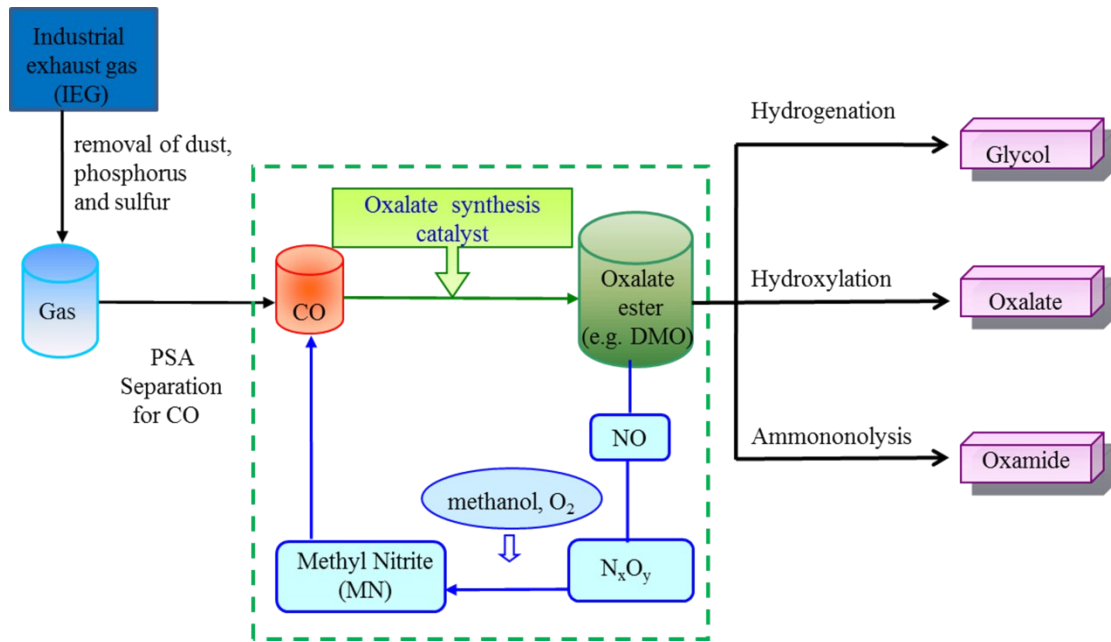 Industrial
exhaust gas
(IEG)
removal of dust,
phosphorus
and sulfur
Gas
PSA
Separation
for CO
Oxalate synthesis
catalyst
CO
Oxalate
ester
(e.g. DMO)
NO
methanol, O₂
NₓOᵧ
Methyl Nitrite
(MN)
Hydrogenation
Glycol
Hydroxylation
Oxalate
Ammononolysis
Oxamide